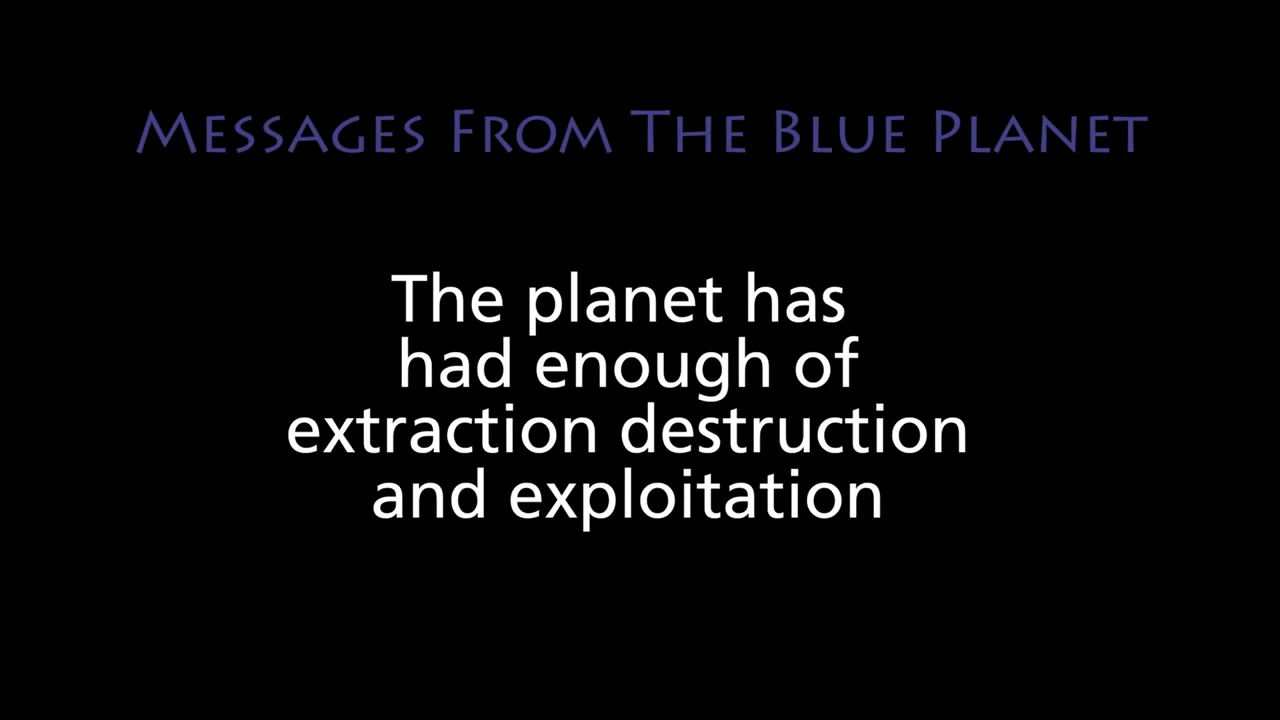 Messages From The Blue Planet
The planet has
had enough of
extraction destruction
and exploitation